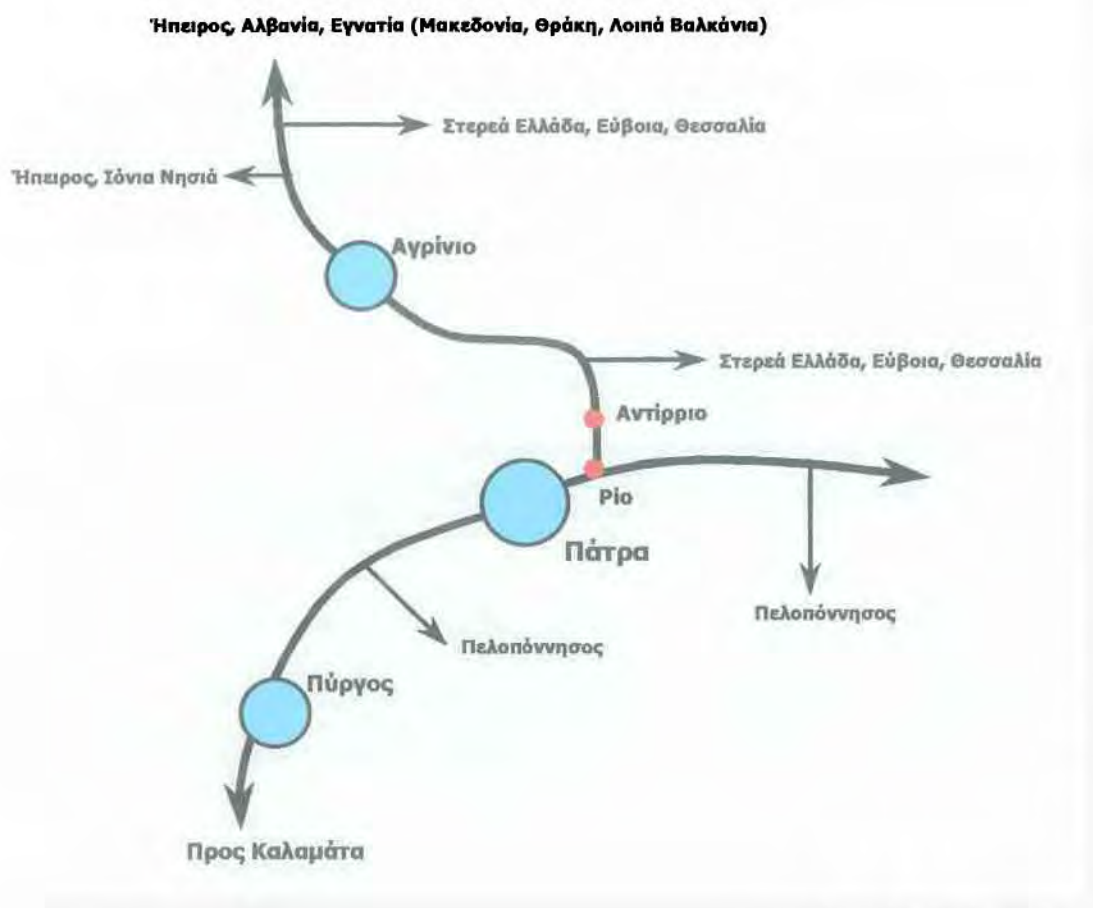 Ήπειρος, Αλβανία, Εγνατία (Μακεδονία, Θράκη, Λοιπά Βαλκάνια)
Στερεά Ελλάδα, Εύβοια, Θεσσαλία
Ήπειρος, Ιόνια Νησιά
Αγρίνιο
Στερεά Ελλάδα, Εύβοια, Θεσσαλία
Αντίρριο
Ρίο
Πάτρα
Πελοπόννησος
Πελοπόννησος
Πύργος
Προς Καλαμάτα